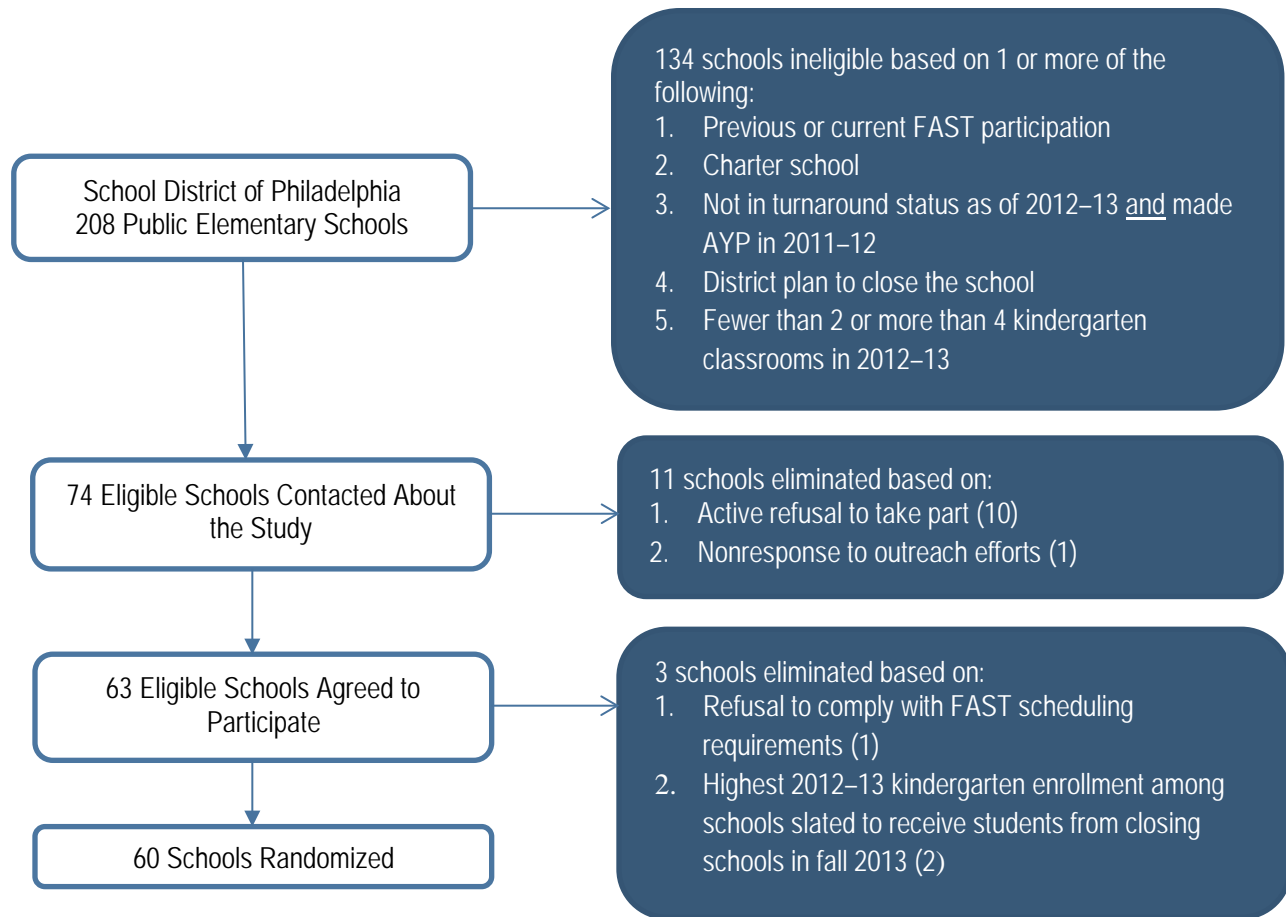 School District of Philadelphia
208 Public Elementary Schools
134 schools ineligible based on 1 or more of the
following:
1. Previous or current FAST participation
2. Charter school
3. Not in turnaround status as of 2012–13 and made
AYP in 2011–12
4. District plan to close the school
5. Fewer than 2 or more than 4 kindergarten
classrooms in 2012–13
74 Eligible Schools Contacted About
the Study
11 schools eliminated based on:
1. Active refusal to take part (10)
2. Nonresponse to outreach efforts (1)
63 Eligible Schools Agreed to
Participate
3 schools eliminated based on:
1. Refusal to comply with FAST scheduling
requirements (1)
2. Highest 2012–13 kindergarten enrollment among
schools slated to receive students from closing
schools in fall 2013 (2)
60 Schools Randomized